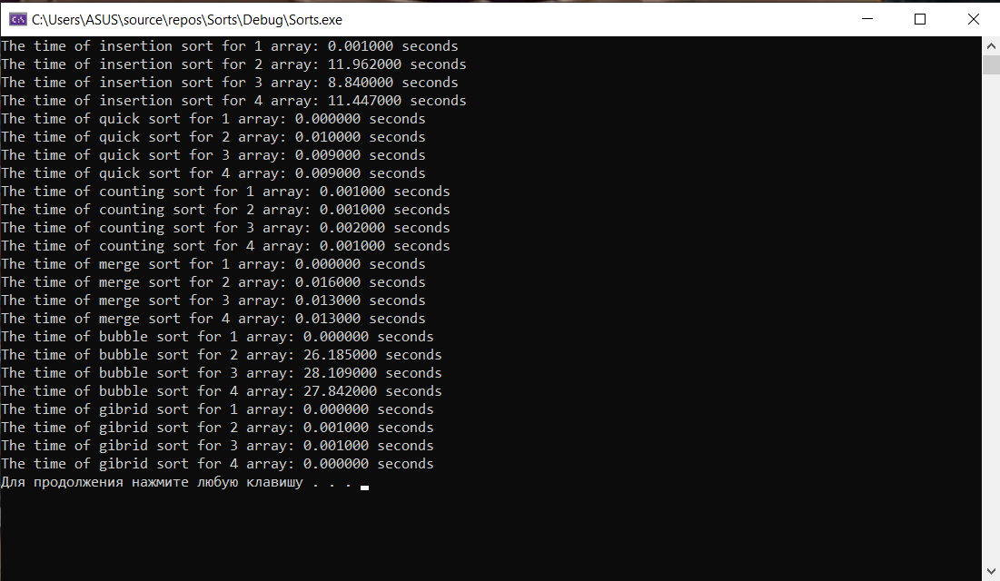 C:\Users\ASUS\source\repos\Sorts\Debug\Sorts.exe
The time of insertion sort for 1 array: 0.001000 seconds
The time of insertion sort for 2 array: 11.962000 seconds
The time of insertion sort for 3 array: 8.840000 seconds
The time of insertion sort for 4 array: 11.447000 seconds
The time of quick sort for 1 array: 0.000000 seconds
The time of quick sort for 2 array: 0.010000 seconds
The time of quick sort for 3 array: 0.009000 seconds
The time of quick sort for 4 array: 0.009000 seconds
The time of counting sort for 1 array: 0.001000 seconds
The time of counting sort for 2 array: 0.001000 seconds
The time of counting sort for 3 array: 0.002000 seconds
The time of counting sort for 4 array: 0.001000 seconds
The time of merge sort for 1 array: 0.000000 seconds
The time of merge sort for 2 array: 0.016000 seconds
The time of merge sort for 3 array: 0.013000 seconds
The time of merge sort for 4 array: 0.013000 seconds
The time of bubble sort for 1 array: 0.000000 seconds
The time of bubble sort for 2 array: 26.185000 seconds
The time of bubble sort for 3 array: 28.109000 seconds
The time of bubble sort for 4 array: 27.842000 seconds
The time of gibrid sort for 1 array: 0.000000 seconds
The time of gibrid sort for 2 array: 0.001000 seconds
The time of gibrid sort for 3 array: 0.001000 seconds
The time of gibrid sort for 4 array: 0.000000 seconds
Для продолжения нажмите любую клавишу . . .